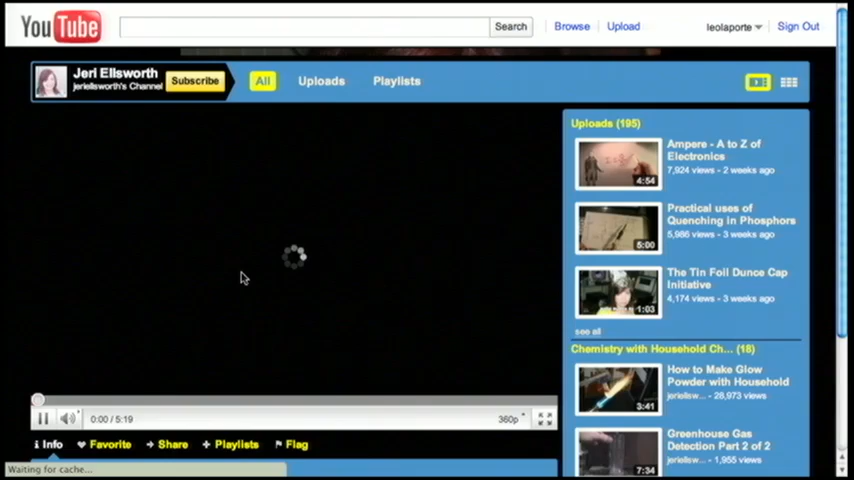 YouTube
Search
Browse
Upload
leolaporte
Sign Out
Jeri Ellsworth
jeriellsworth's Channel
Subscribe
All
Uploads
Playlists
Uploads (195)
4:54
Ampere - A to Z of
Electronics
7,924 views - 2 weeks ago
5:00
Practical uses of
Quenching in Phosphors
5,986 views - 3 weeks ago
1:03
The Tin Foil Dunce Cap
Initiative
4,174 views - 3 weeks ago
see all
Chemistry with Household Ch... (18)
3:41
How to Make Glow
Powder with Household
jeriellsw... - 28,973 views
7:34
Greenhouse Gas
Detection Part 2 of 2
jeriellsw... - 1,955 views
0:00 / 5:19
360p
Info
Favorite
Share
Playlists
Flag
Waiting for cache...